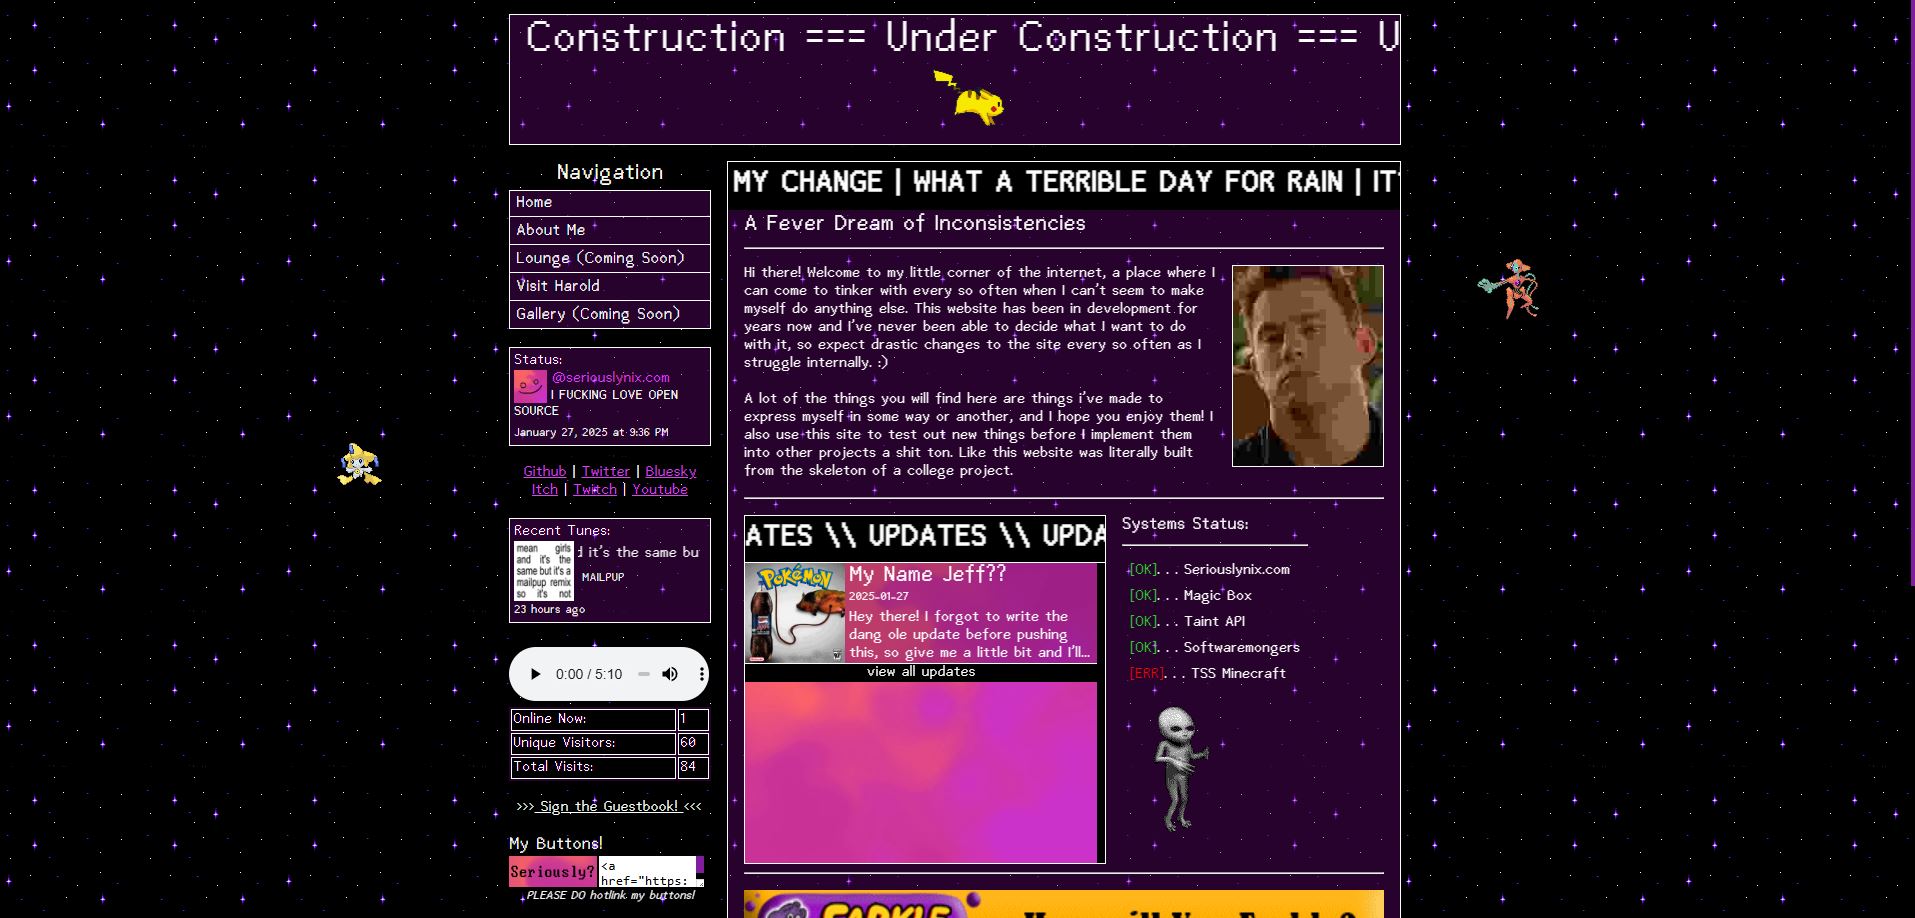 Construction === Under Construction === U
Navigation
Home
About Me
Lounge (Coming Soon)
Visit Harold
Gallery (Coming Soon)
Status:
@seriouslynix.com
I FUCKING LOVE OPEN
SOURCE
January 27, 2025 at 9:36 PM
Github | Twitter | Bluesky
Itch | Twitch | Youtube
Recent Tunes:
mean girls
and it's the
same but it's a
mailpup remix
so it's not
d it's the same bu
MAILPUP
23 hours ago
0:00 / 5:10
Online Now: 1
Unique Visitors: 60
Total Visits: 84
>>> Sign the Guestbook! <<<
My Buttons!
Seriously?
<a
href="https:
PLEASE DO hotlink my buttons!
MY CHANGE | WHAT A TERRIBLE DAY FOR RAIN | IT'
A Fever Dream of Inconsistencies
Hi there! Welcome to my little corner of the internet, a place where I
can come to tinker with every so often when I can't seem to make
myself do anything else. This website has been in development for
years now and I've never been able to decide what I want to do
with it, so expect drastic changes to the site every so often as I
struggle internally. :)
A lot of the things you will find here are things i've made to
express myself in some way or another, and I hope you enjoy them! I
also use this site to test out new things before I implement them
into other projects a shit ton. Like this website was literally built
from the skeleton of a college project.
ATES \\ UPDATES \\ UPDA
POKéMON
My Name Jeff??
2025-01-27
Hey there! I forgot to write the
dang ole update before pushing
this, so give me a little bit and I'll...
view all updates
Systems Status:
[OK]... Seriouslynix.com
[OK]... Magic Box
[OK]... Taint API
[OK]... Softwaremongers
[ERR]... TSS Minecraft